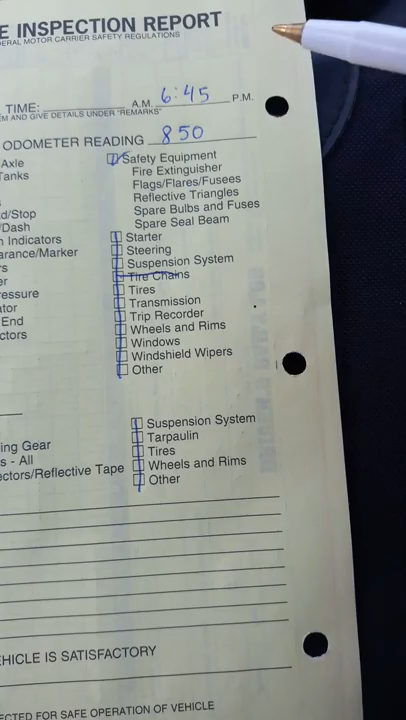 E INSPECTION REPORT
ERAL MOTOR CARRIER SAFETY REGULATIONS
TIME: A.M. 6:45 P.M.
EM AND GIVE DETAILS UNDER "REMARKS"
ODOMETER READING 850
Axle
Safety Equipment
Tanks
Fire Extinguisher
Flags/Flares/Fusees
Reflective Triangles
d/Stop
Spare Bulbs and Fuses
/Dash
Spare Seal Beam
n Indicators
Starter
arance/Marker
Steering
rs
Suspension System
er
Tire Chains
ressure
Tires
ator
Transmission
End
Trip Recorder
ctors
Wheels and Rims
Windows
Windshield Wipers
Other
Suspension System
ing Gear
Tarpaulin
s - All
Tires
ectors/Reflective Tape
Wheels and Rims
Other
EHICLE IS SATISFACTORY
ECTED FOR SAFE OPERATION OF VEHICLE